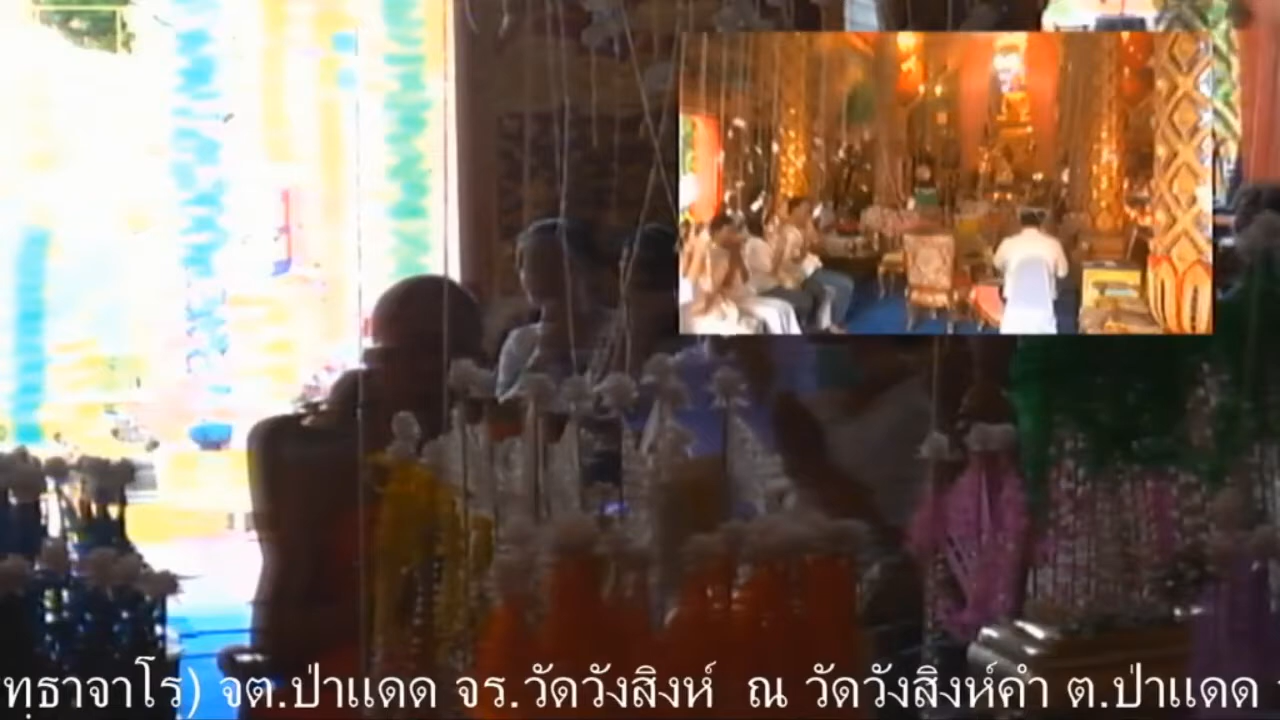 ทฺธาจาโร) จต.ป่าแดด จร.วัดวังสิงห์ ณ วัดวังสิงห์คำ ต.ป่าแดด